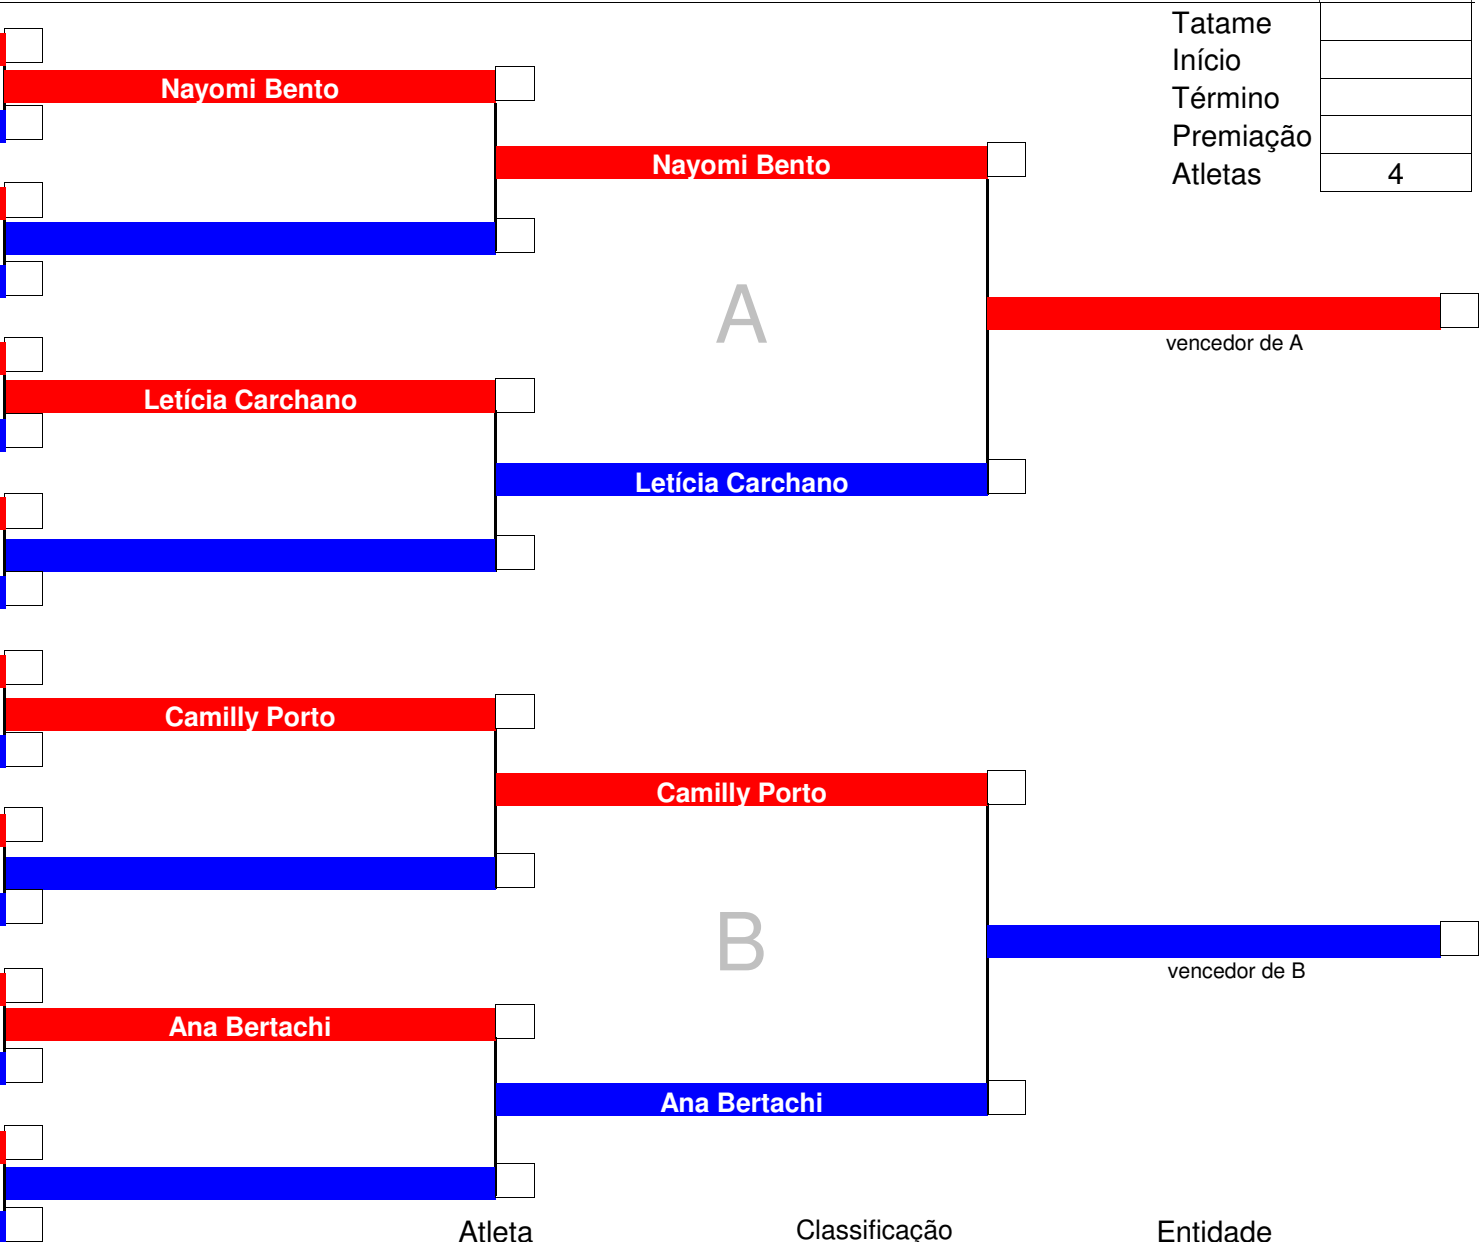 Tatame
Início
Término
Premiação
Atletas 4
Nayomi Bento
Nayomi Bento
A
vencedor de A
Letícia Carchano
Letícia Carchano
Camilly Porto
Camilly Porto
B
vencedor de B
Ana Bertachi
Ana Bertachi
Atleta Classificação Entidade